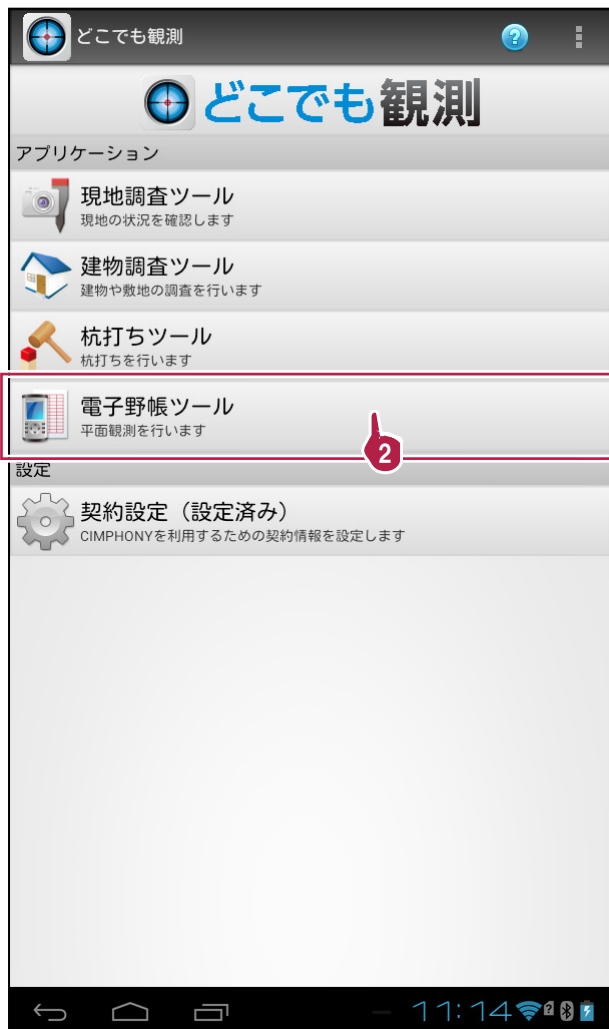 どこでも観測
どこでも観測
アプリケーション
現地調査ツール
現地の状況を確認します
建物調査ツール
建物や敷地の調査を行います
杭打ちツール
杭打ちを行います
電子野帳ツール
平面観測を行います
2
設定
契約設定（設定済み）
CIMPHONYを利用するための契約情報を設定します
11:14